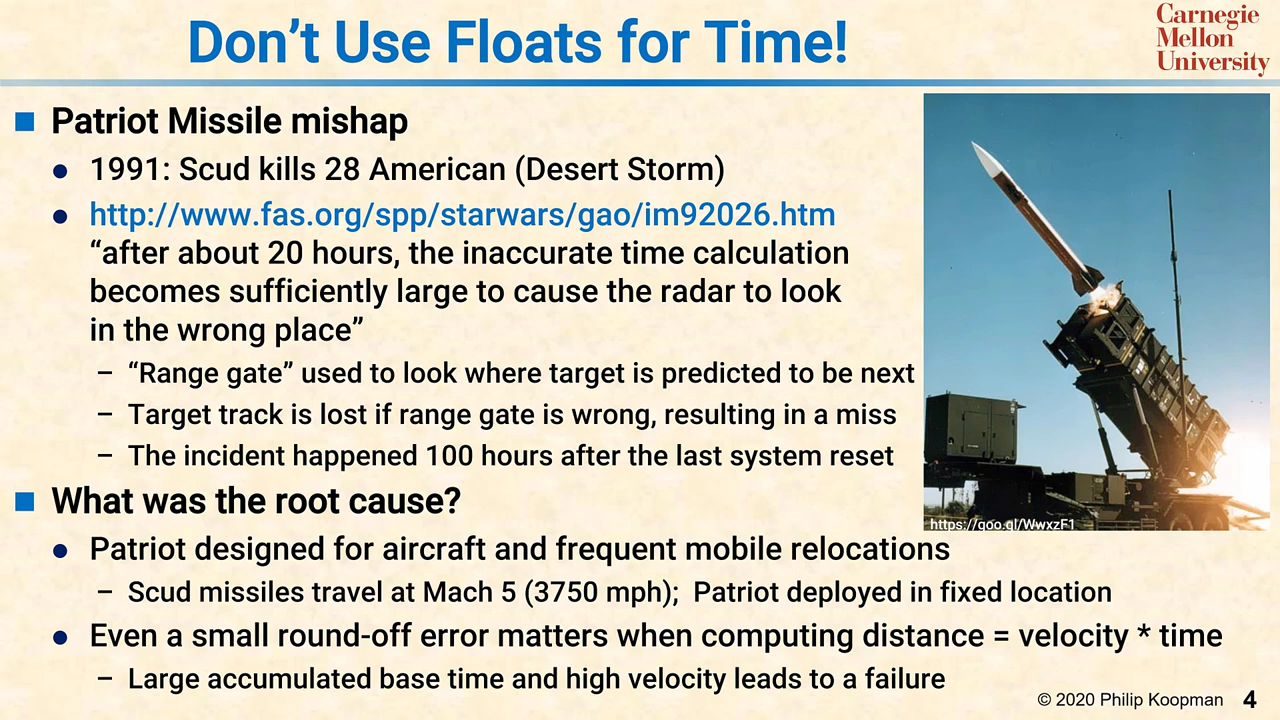 Don’t Use Floats for Time!
Carnegie
Mellon
University
Patriot Missile mishap
1991: Scud kills 28 American (Desert Storm)
http://www.fas.org/spp/starwars/gao/im92026.htm
“after about 20 hours, the inaccurate time calculation
becomes sufficiently large to cause the radar to look
in the wrong place”
– “Range gate” used to look where target is predicted to be next
– Target track is lost if range gate is wrong, resulting in a miss
– The incident happened 100 hours after the last system reset
https://goo.gl/WwxzF1
What was the root cause?
Patriot designed for aircraft and frequent mobile relocations
– Scud missiles travel at Mach 5 (3750 mph); Patriot deployed in fixed location
Even a small round-off error matters when computing distance = velocity * time
– Large accumulated base time and high velocity leads to a failure
© 2020 Philip Koopman 4